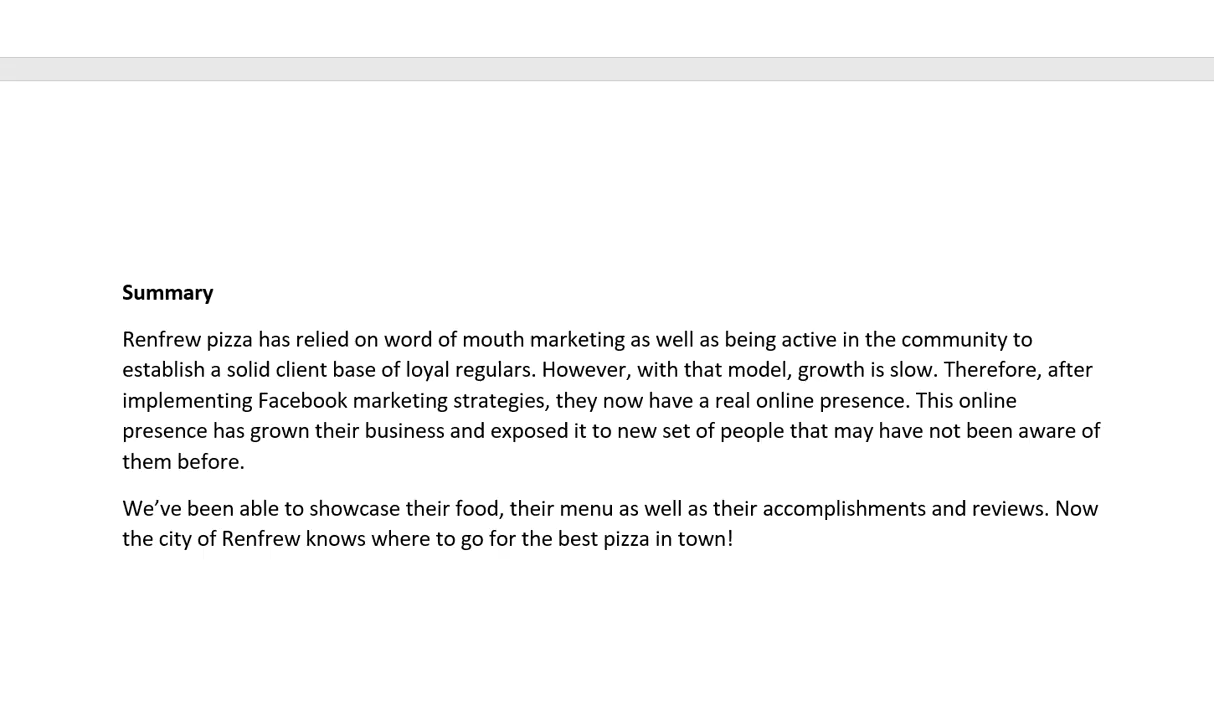 Summary
Renfrew pizza has relied on word of mouth marketing as well as being active in the community to
establish a solid client base of loyal regulars. However, with that model, growth is slow. Therefore, after
implementing Facebook marketing strategies, they now have a real online presence. This online
presence has grown their business and exposed it to new set of people that may have not been aware of
them before.
We’ve been able to showcase their food, their menu as well as their accomplishments and reviews. Now
the city of Renfrew knows where to go for the best pizza in town!